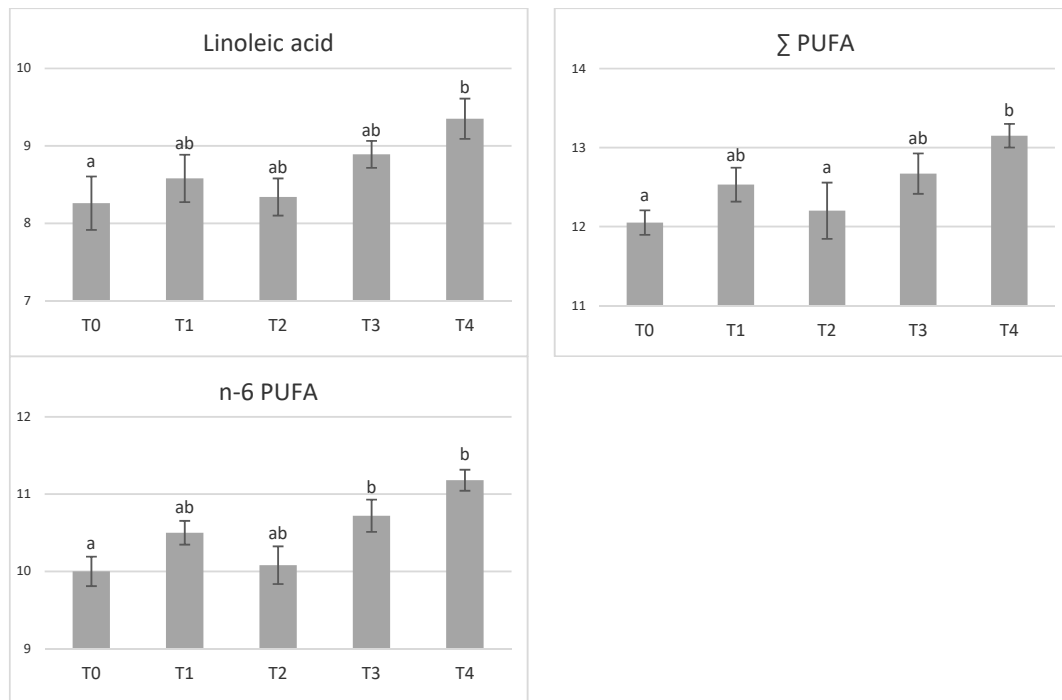 Linoleic acid
10
9
8
7
a
ab
ab
ab
b
T0 T1 T2 T3 T4
∑ PUFA
14
13
12
11
a
ab
a
ab
b
T0 T1 T2 T3 T4
n-6 PUFA
12
11
10
9
a
ab
ab
b
b
T0 T1 T2 T3 T4